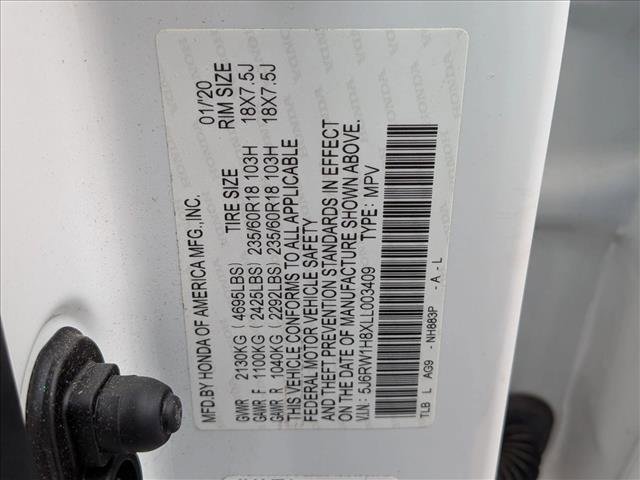 MFD.BY HONDA OF AMERICA MFG.,INC. 01/'20
TIRE SIZE RIM SIZE
GVWR 2130KG (4695LBS)
GAWR F 1100KG (2425LBS) 235/60R18 103H 18X7.5J
GAWR R 1040KG (2292LBS) 235/60R18 103H 18X7.5J
THIS VEHICLE CONFORMS TO ALL APPLICABLE
FEDERAL MOTOR VEHICLE SAFETY
AND THEFT PREVENTION STANDARDS IN EFFECT
ON THE DATE OF MANUFACTURE SHOWN ABOVE.
V.I.N.: 5J6RW1H8XLL003409 TYPE: MPV
TLB L AG9 - NH883P - A - L